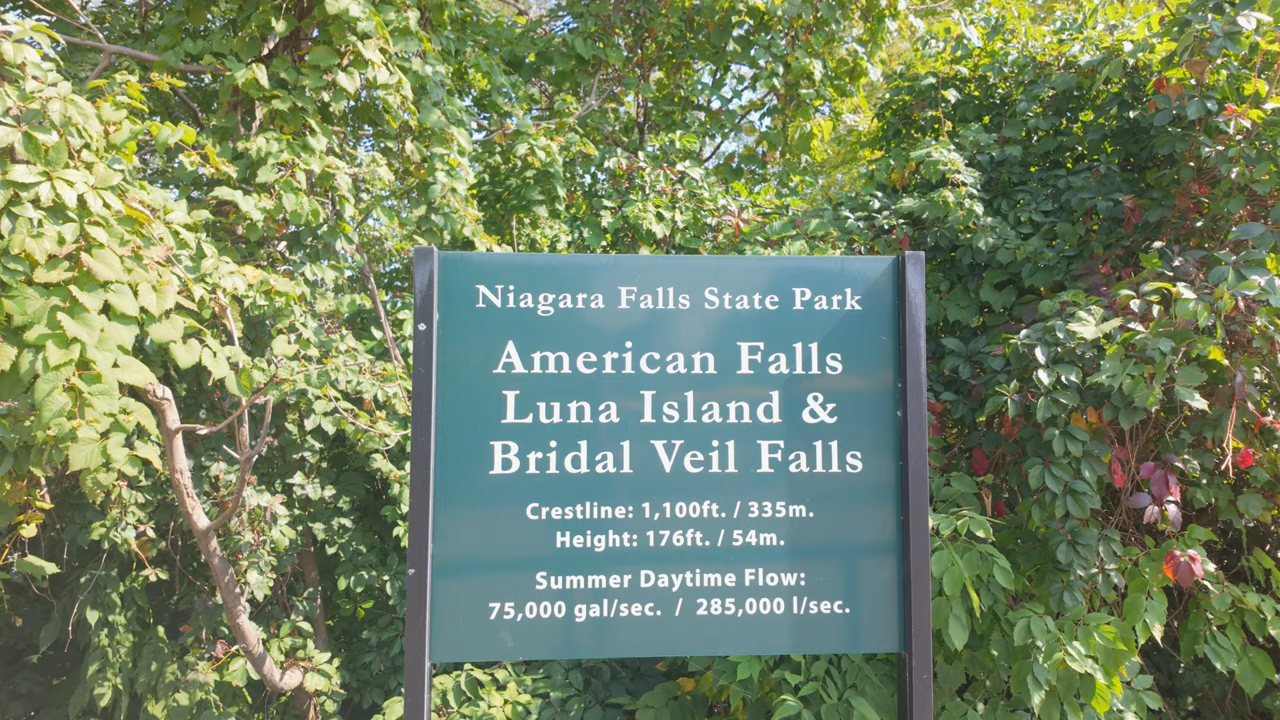 Niagara Falls State Park
American Falls
Luna Island &
Bridal Veil Falls
Crestline: 1,100ft. / 335m.
Height: 176ft. / 54m.
Summer Daytime Flow:
75,000 gal/sec. / 285,000 l/sec.